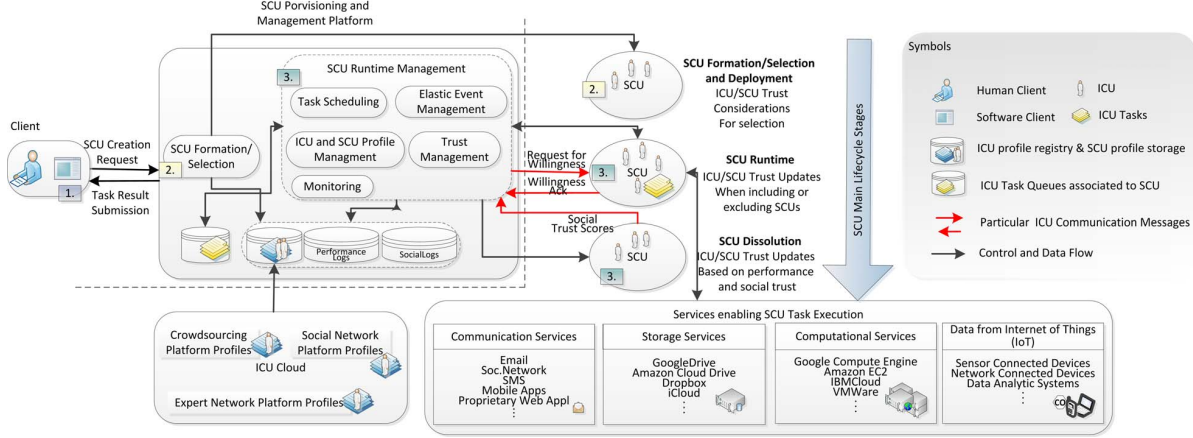 SCU Porvisioning and
Management Platform
Client
1.
SCU Creation
Request
Task Result
Submission
2.
SCU Formation/
Selection
3.
SCU Runtime Management
Task Scheduling
Elastic Event
Management
ICU and SCU Profile
Managment
Trust
Management
Monitoring
Performance
Logs
SocialLogs
Crowdsourcing
Platform Profiles
Social Network
Platform Profiles
ICU Cloud
Expert Network Platform Profiles
Request for
Willingness
Willingness
Ack
Social
Trust Scores
2.
SCU
3.
SCU
SCU
3.
SCU Formation/Selection
and Deployment
ICU/SCU Trust
Considerations
For selection
SCU Runtime
ICU/SCU Trust Updates
When including or
excluding SCUs
SCU Dissolution
ICU/SCU Trust Updates
Based on performance
and social trust
SCU Main Lifecycle Stages
Symbols
Human Client
ICU
Software Client
ICU Tasks
ICU profile registry & SCU profile storage
ICU Task Queues associated to SCU
Particular ICU Communication Messages
Control and Data Flow
Services enabling SCU Task Execution
Communication Services
Email
Soc.Network
SMS
Mobile Apps
Proprietary Web Appl
⋮
Storage Services
GoogleDrive
Amazon Cloud Drive
Dropbox
iCloud
⋮
Computational Services
Google Compute Engine
Amazon EC2
IBMCloud
VMWare
⋮
Data from Internet of Things
(IoT)
Sensor Connected Devices
Network Connected Devices
Data Analytic Systems
⋮